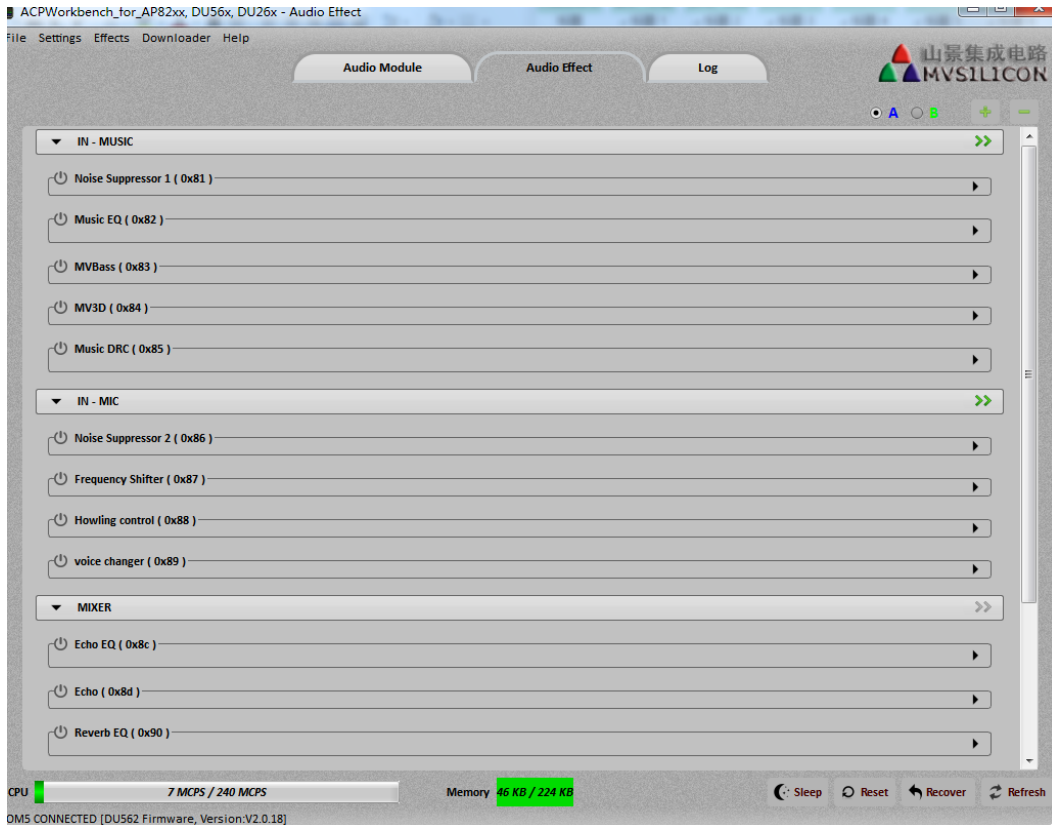 ACPWorkbench_for_AP82xx, DU56x, DU26x - Audio Effect
File Settings Effects Downloader Help
Audio Module Audio Effect Log
山景集成电路
MVSILICON
A B
IN - MUSIC
Noise Suppressor 1 ( 0x81 )
Music EQ ( 0x82 )
MVBass ( 0x83 )
MV3D ( 0x84 )
Music DRC ( 0x85 )
IN - MIC
Noise Suppressor 2 ( 0x86 )
Frequency Shifter ( 0x87 )
Howling control ( 0x88 )
voice changer ( 0x89 )
MIXER
Echo EQ ( 0x8c )
Echo ( 0x8d )
Reverb EQ ( 0x90 )
CPU 7 MCPS / 240 MCPS Memory 46 KB / 224 KB Sleep Reset Recover Refresh
OM5 CONNECTED [DU562 Firmware, Version:V2.0.18]